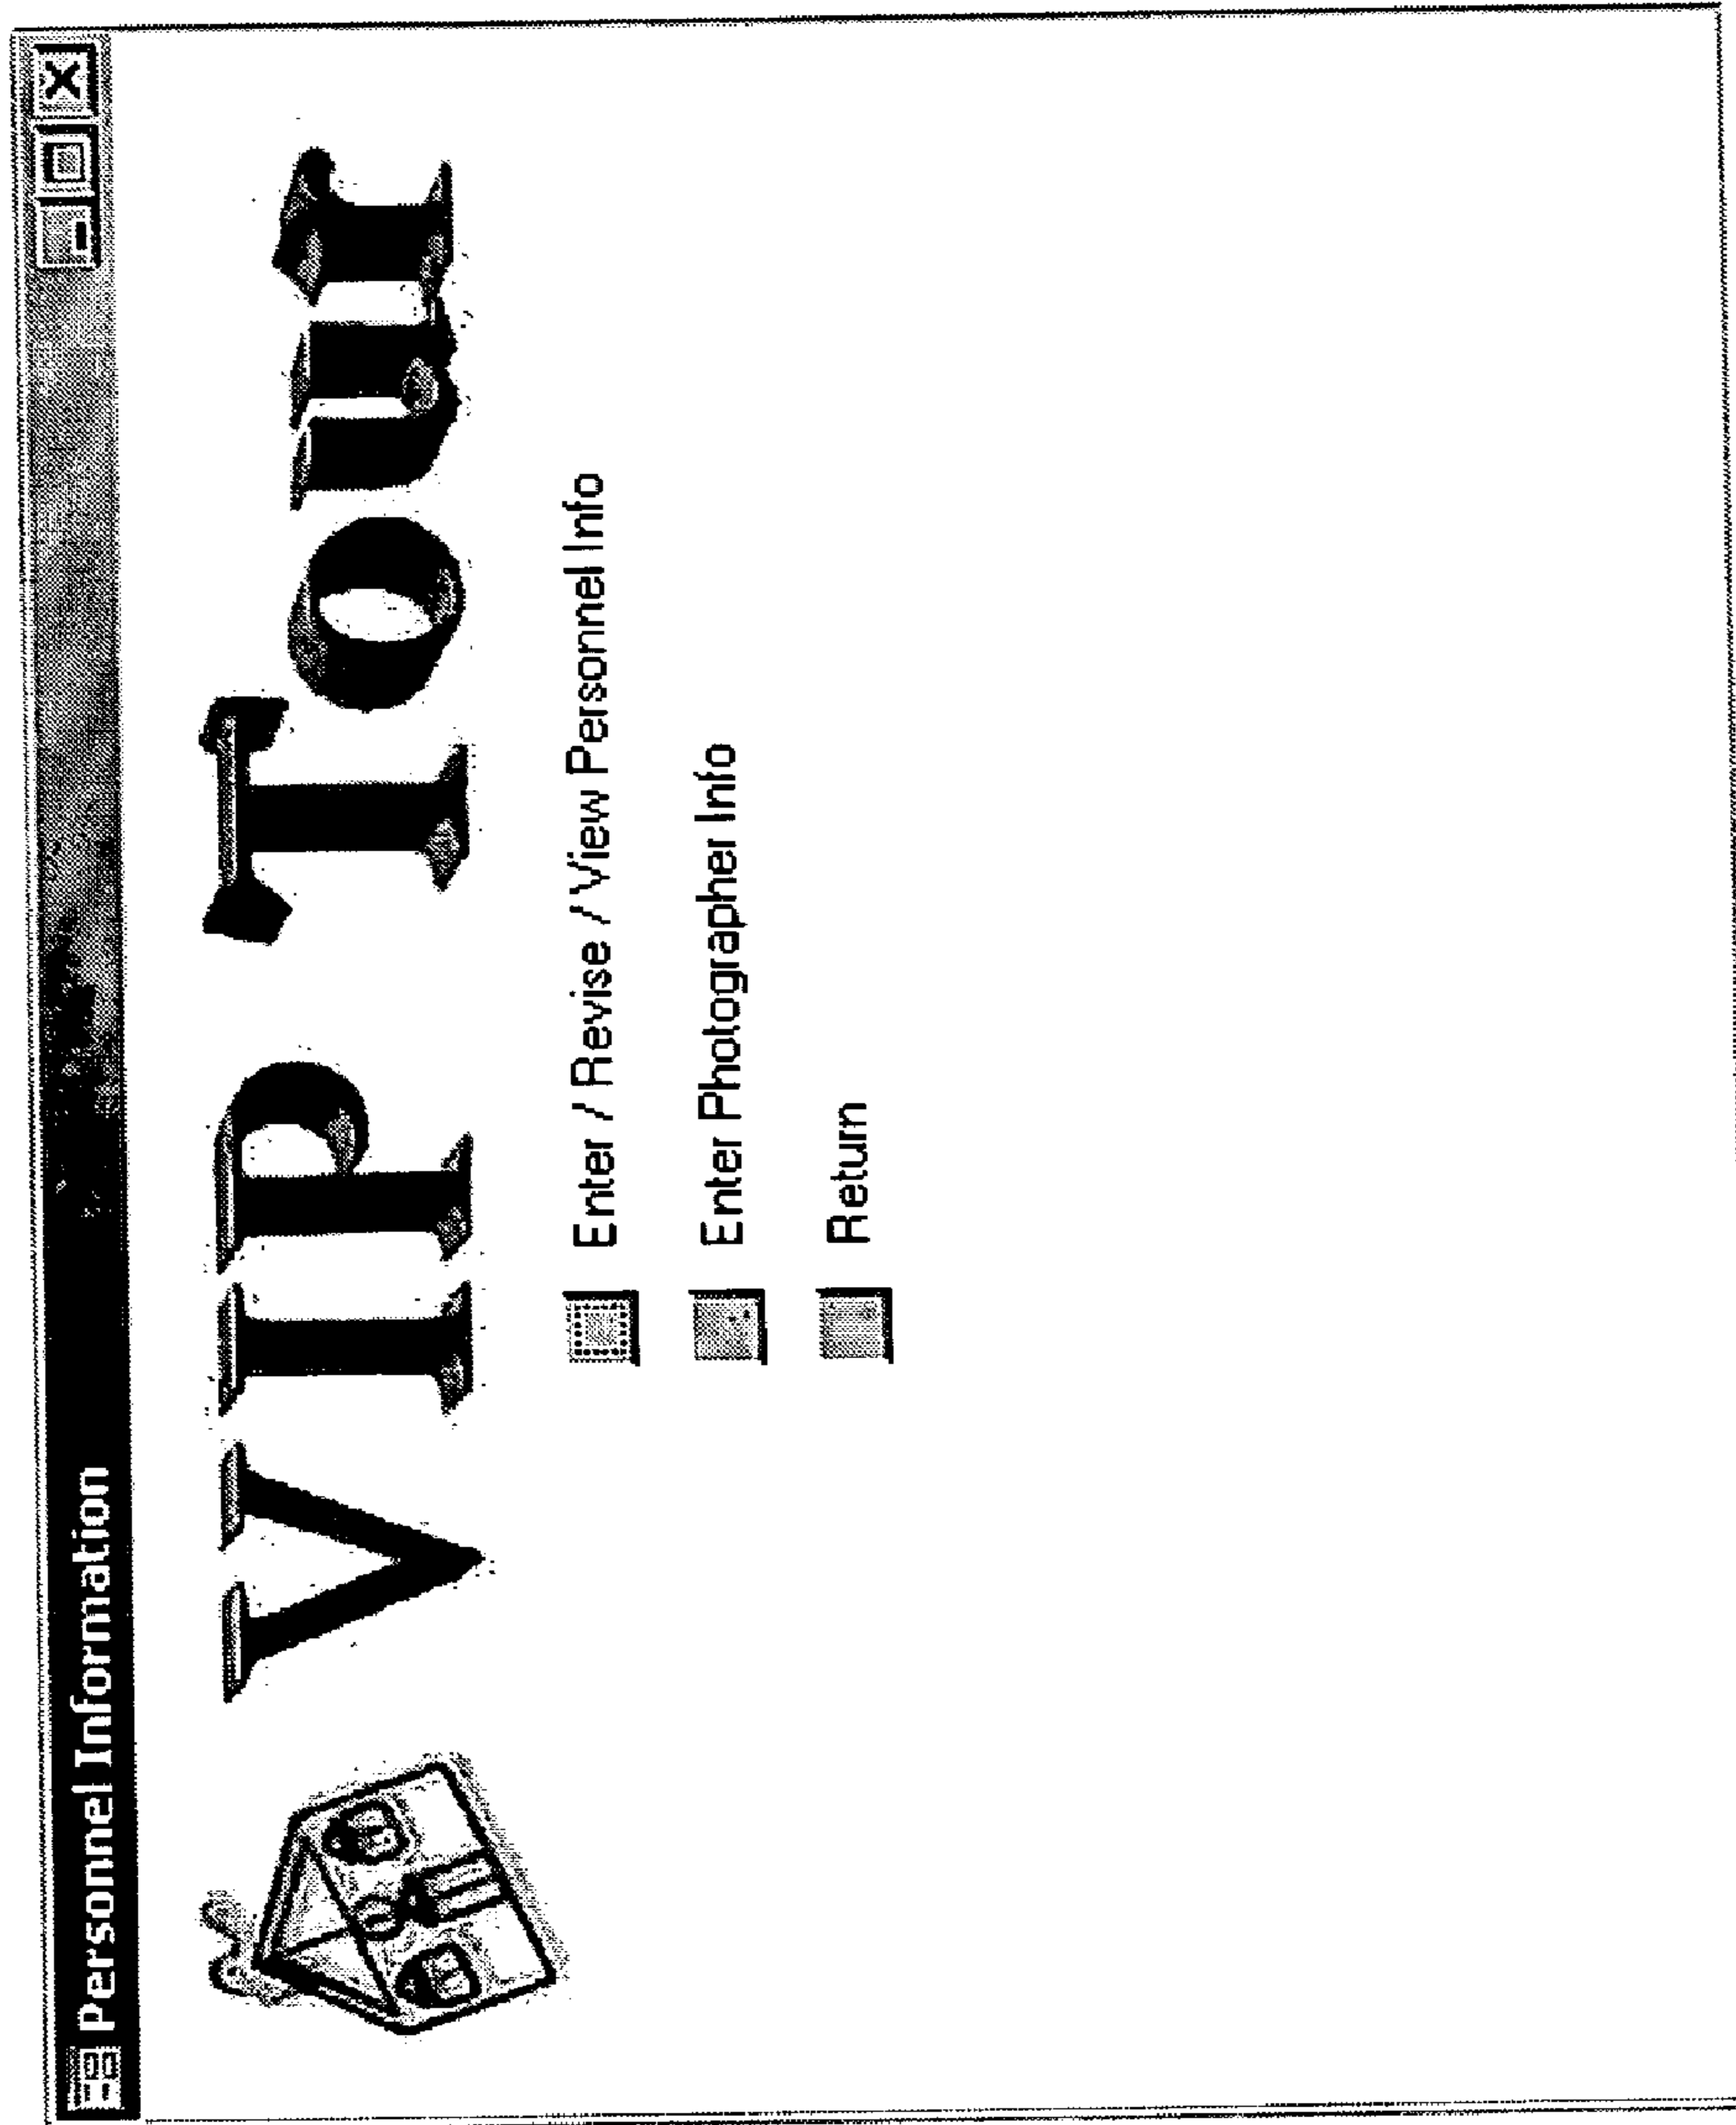 Personnel Information
VIP Tour
Enter / Revise / View Personnel Info
Enter Photographer Info
Return